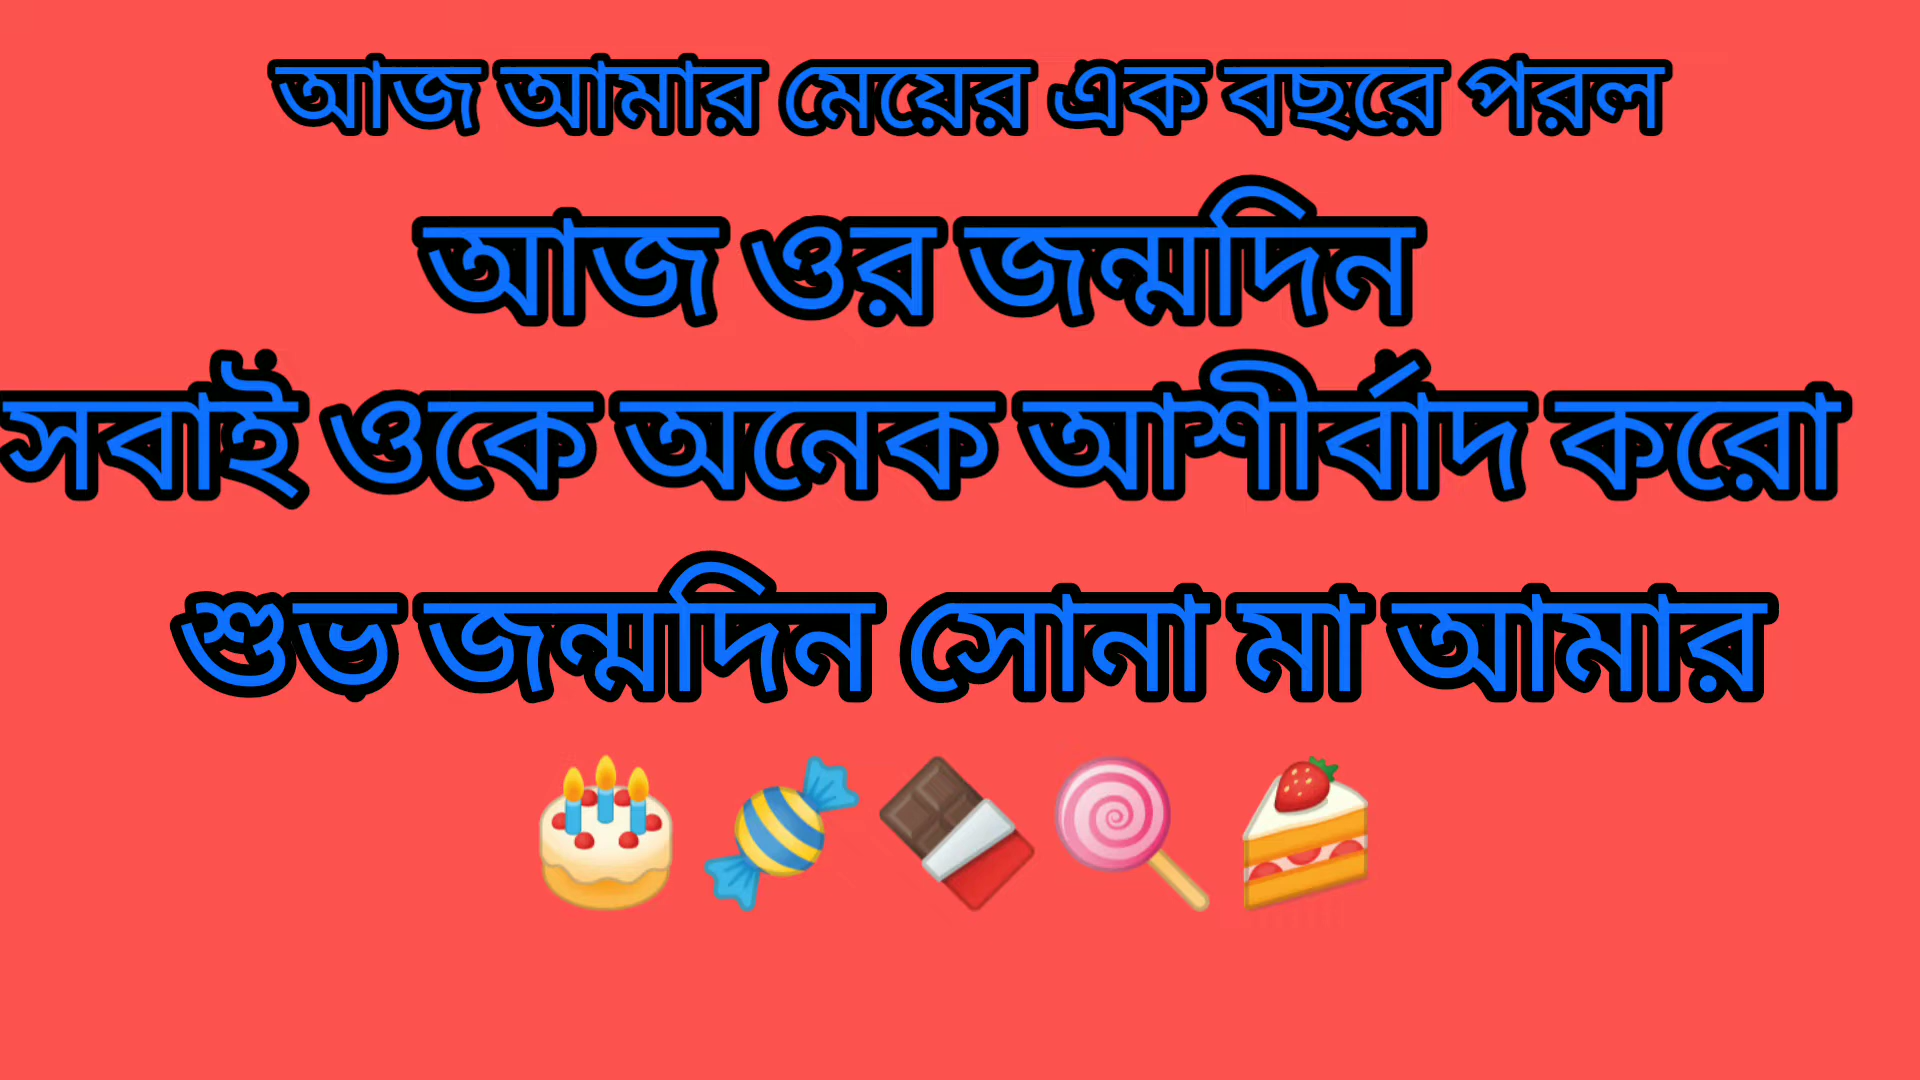 আজ আমার মেয়ের এক বছরে পরল
আজ ওর জন্মদিন
সবাই ওকে অনেক আশীর্বাদ করো
শুভ জন্মদিন সোনা মা আমার